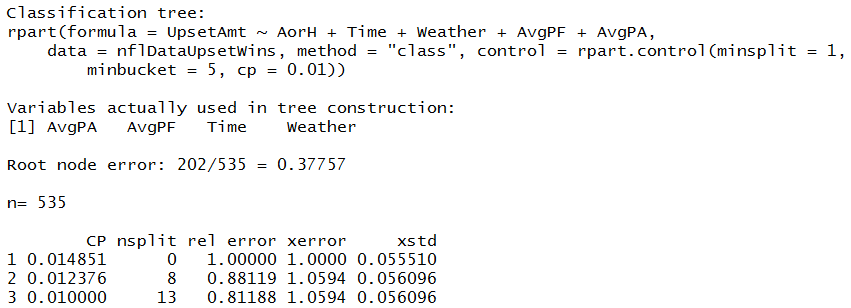 Classification tree:
rpart(formula = UpsetAmt ~ AorH + Time + Weather + AvgPF + AvgPA,
    data = nflDataUpsetWins, method = "class", control = rpart.control(minsplit = 1,
        minbucket = 5, cp = 0.01))

Variables actually used in tree construction:
[1] AvgPA   AvgPF   Time    Weather

Root node error: 202/535 = 0.37757

n= 535

        CP nsplit rel error xerror     xstd
1 0.014851      0   1.00000 1.0000 0.055510
2 0.012376      8   0.88119 1.0594 0.056096
3 0.010000     13   0.81188 1.0594 0.056096